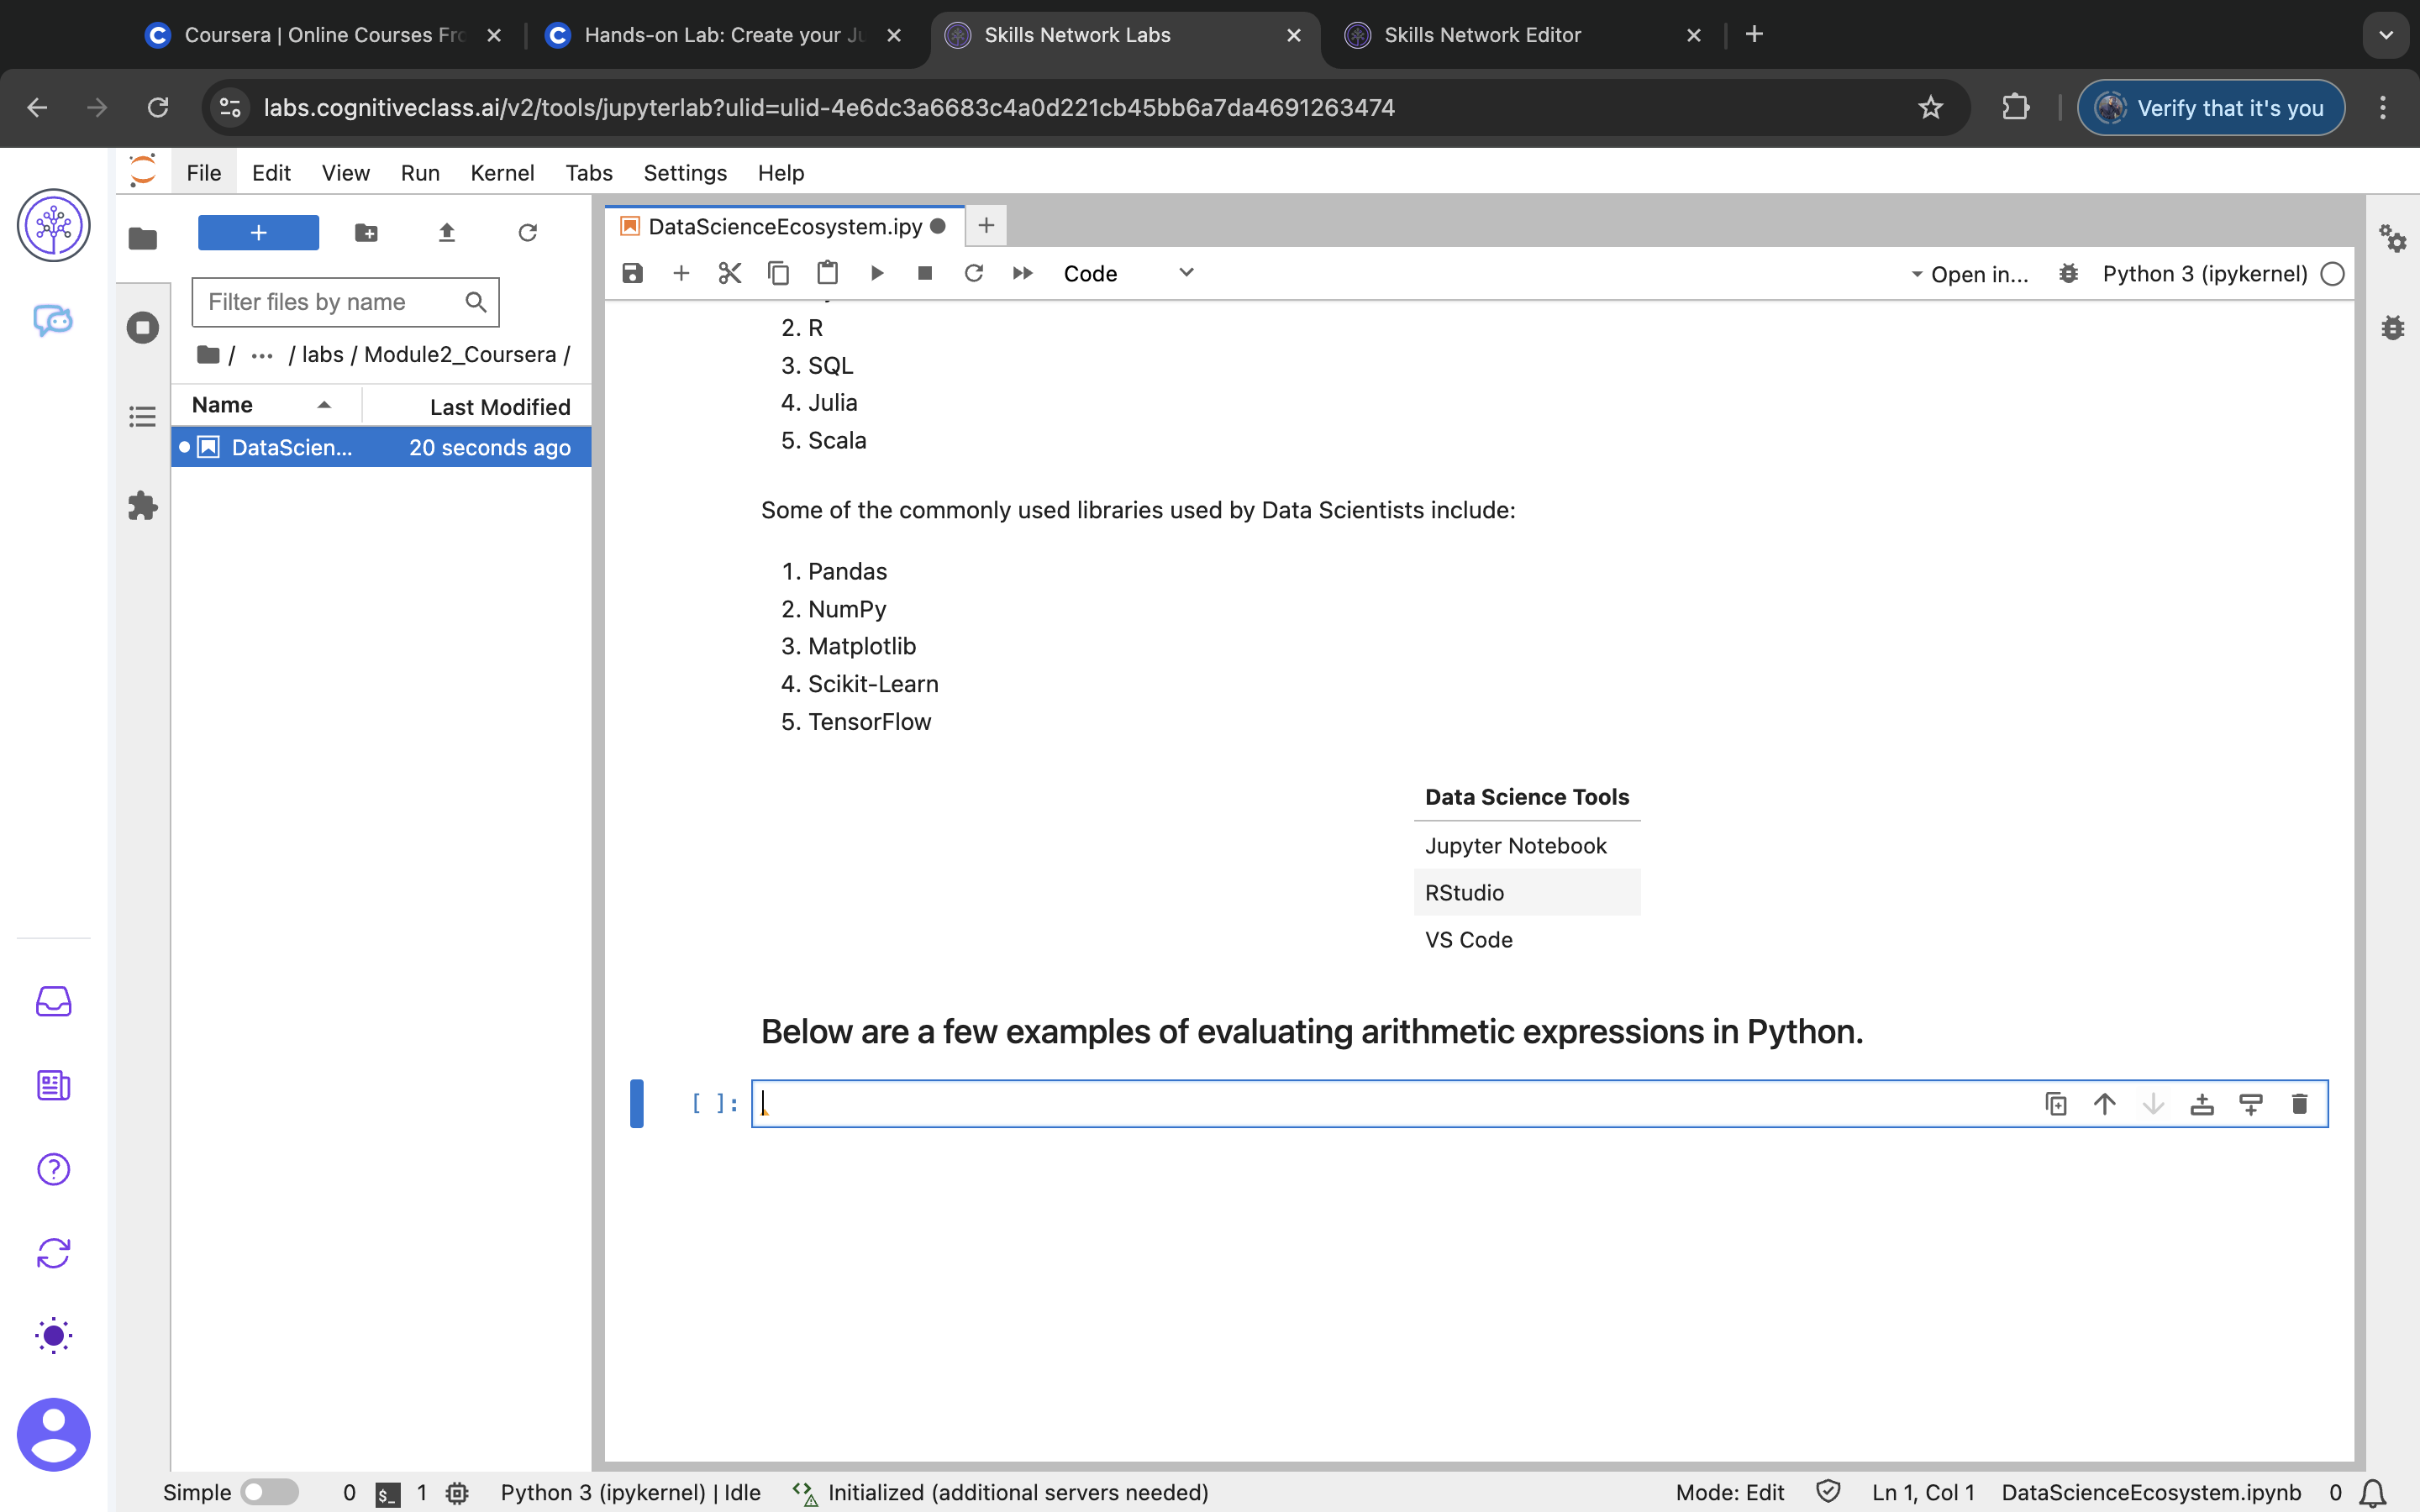 Coursera | Online Courses Fro
Hands-on Lab: Create your Ju
Skills Network Labs
Skills Network Editor
labs.cognitiveclass.ai/v2/tools/jupyterlab?ulid=ulid-4e6dc3a6683c4a0d221cb45bb6a7da4691263474
Verify that it's you
File Edit View Run Kernel Tabs Settings Help
Filter files by name
/ ... / labs / Module2_Coursera /
Name Last Modified
DataScien... 20 seconds ago
DataScienceEcosystem.ipy
Code
Open in...
Python 3 (ipykernel)
2. R
3. SQL
4. Julia
5. Scala
Some of the commonly used libraries used by Data Scientists include:
1. Pandas
2. NumPy
3. Matplotlib
4. Scikit-Learn
5. TensorFlow
Data Science Tools
Jupyter Notebook
RStudio
VS Code
Below are a few examples of evaluating arithmetic expressions in Python.
[ ]:
Simple 0 $_ 1 Python 3 (ipykernel) | Idle Initialized (additional servers needed) Mode: Edit Ln 1, Col 1 DataScienceEcosystem.ipynb 0